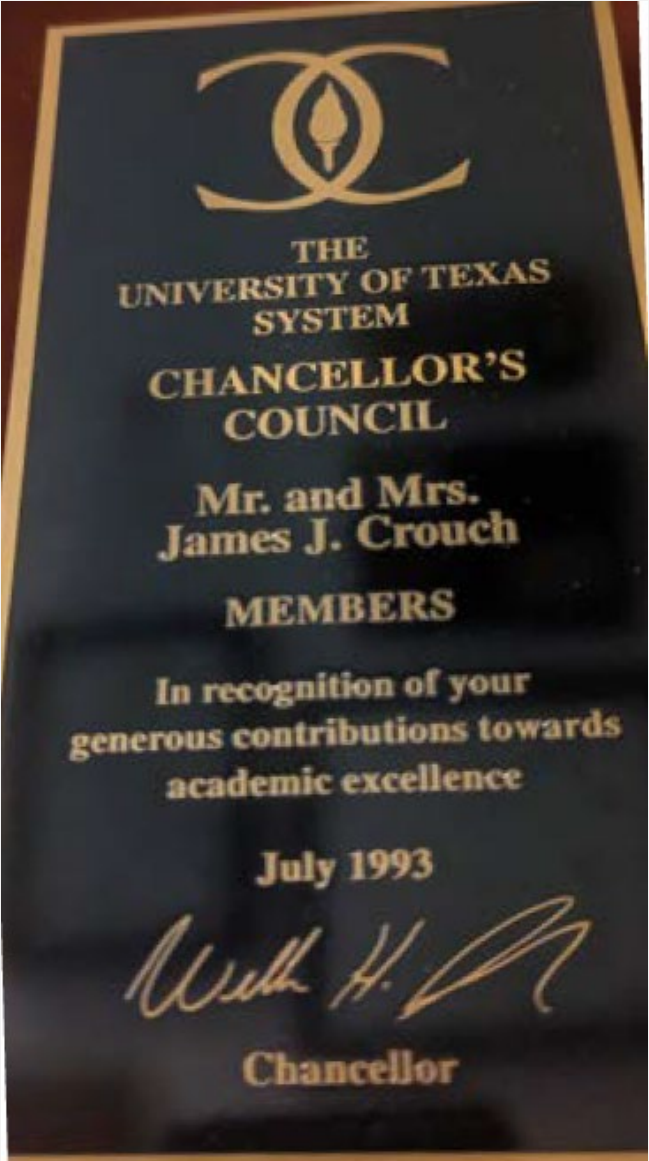 THE
UNIVERSITY OF TEXAS
SYSTEM
CHANCELLOR'S
COUNCIL
Mr. and Mrs.
James J. Crouch
MEMBERS
In recognition of your
generous contributions towards
academic excellence
July 1993
H.
Chancellor